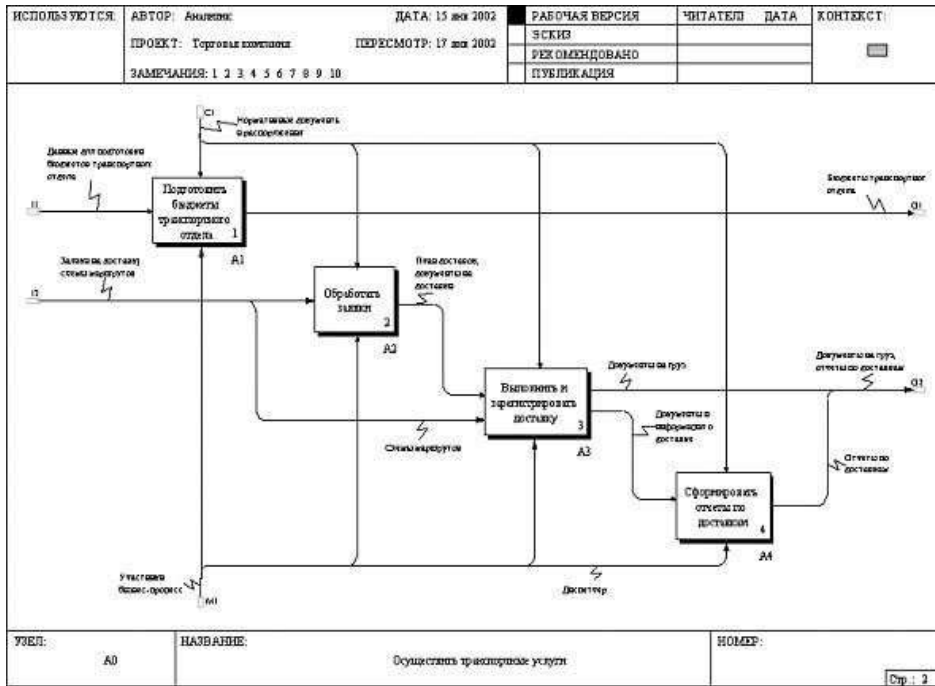 ИСПОЛЬЗУЮТСЯ:
АВТОР: Аналитик
ДАТА: 15 янв 2002
ПРОЕКТ: Торговая компания
ПЕРЕСМОТР: 17 янв 2002
ЗАМЕЧАНИЯ: 1 2 3 4 5 6 7 8 9 10
РАБОЧАЯ ВЕРСИЯ
ЭСКИЗ
РЕКОМЕНДОВАНО
ПУБЛИКАЦИЯ
ЧИТАТЕЛЬ
ДАТА
КОНТЕКСТ:
C1
Нормативные документы
и распоряжения
Данные для подготовки
бюджетов транспортного
отдела
I1
Подготовить
бюджеты
транспортного
отдела
1
A1
Бюджеты транспортного
отдела
O1
Заявки на доставку,
схемы маршрутов
I2
Обработать
заявки
2
A2
План доставок,
документы на
доставку
Выполнить и
зарегистрировать
доставку
3
A3
Схемы маршрутов
Документы на груз
Документы на груз,
отчеты по доставкам
O2
Документы и
информация о
доставке
Отчеты по
доставкам
Сформировать
отчеты по
доставкам
4
A4
Участники
бизнес-процесс
M1
Диспетчер
УЗЕЛ:
A0
НАЗВАНИЕ:
Осуществить транспортные услуги
НОМЕР:
Стр.: 2